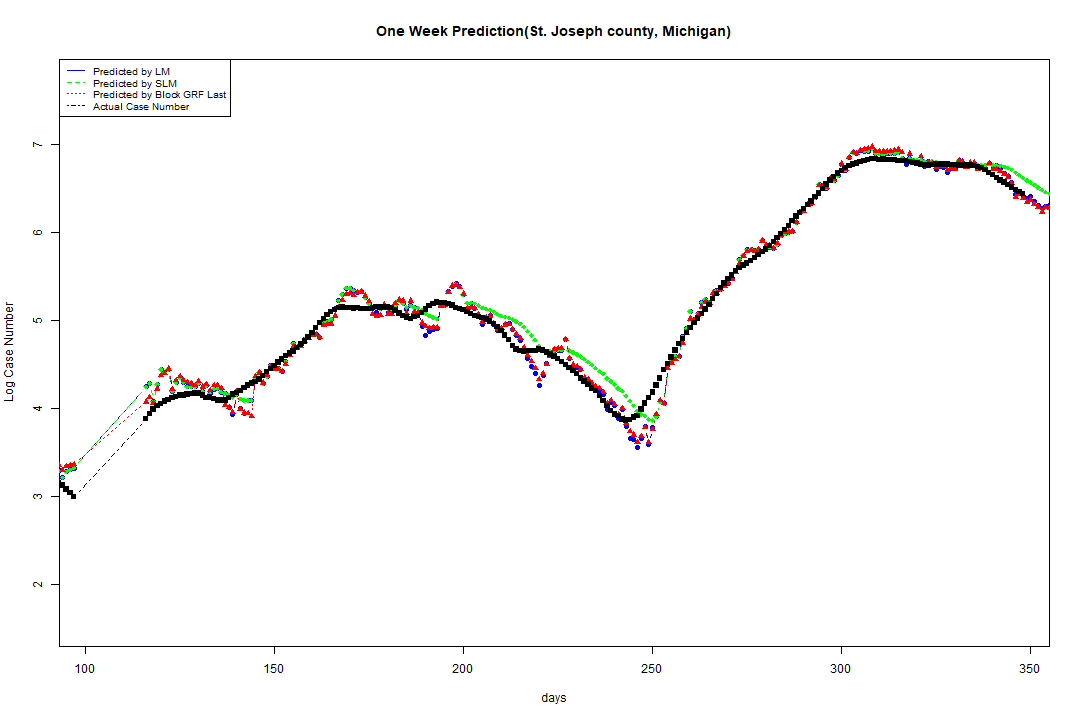 One Week Prediction(St. Joseph county, Michigan)
Predicted by LM
Predicted by SLM
Predicted by Block GRF Last
Actual Case Number
7
6
5
4
3
2
Log Case Number
100 150 200 250 300 350
days